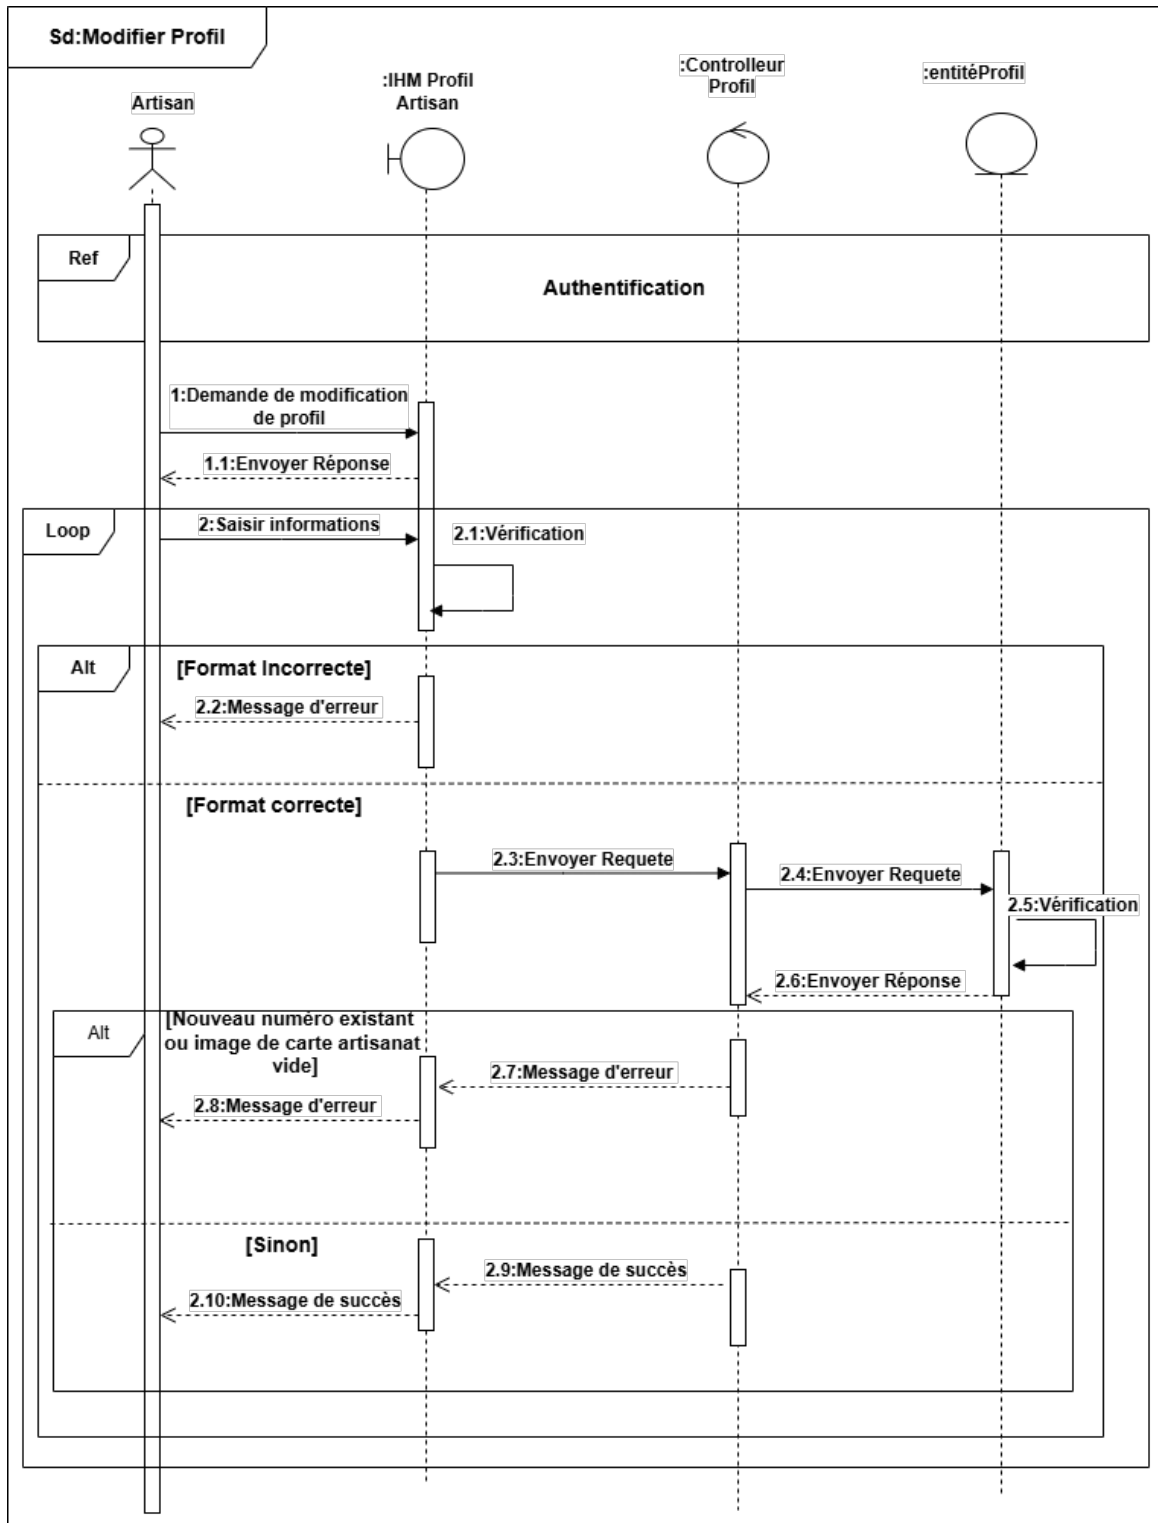 Sd:Modifier Profil
Artisan
:IHM Profil
Artisan
:Controlleur
Profil
:entitéProfil
Ref
Authentification
1:Demande de modification
de profil
1.1:Envoyer Réponse
Loop
2:Saisir informations
2.1:Vérification
Alt
[Format Incorrecte]
2.2:Message d'erreur
[Format correcte]
2.3:Envoyer Requete
2.4:Envoyer Requete
2.5:Vérification
2.6:Envoyer Réponse
Alt
[Nouveau numéro existant
ou image de carte artisanat
vide]
2.7:Message d'erreur
2.8:Message d'erreur
[Sinon]
2.9:Message de succès
2.10:Message de succès